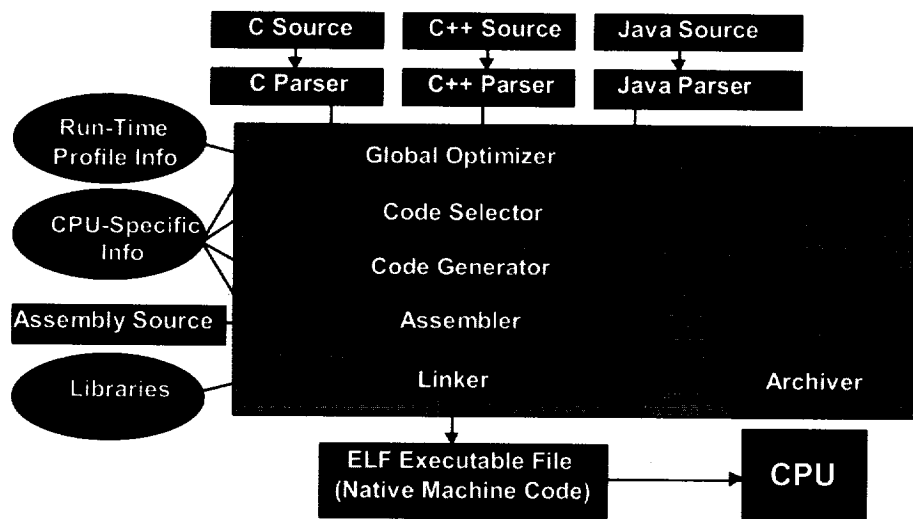 C Source
C++ Source
Java Source
C Parser
C++ Parser
Java Parser
Run-Time
Profile Info
Global Optimizer
CPU-Specific
Info
Code Selector
Code Generator
Assembly Source
Assembler
Libraries
Linker
Archiver
ELF Executable File
(Native Machine Code)
CPU